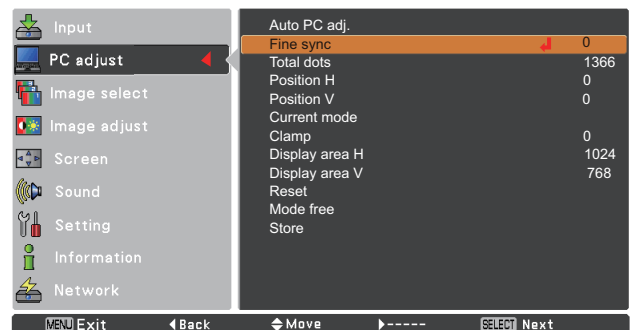 Input
PC adjust
Image select
Image adjust
Screen
Sound
Setting
Information
Network
Auto PC adj.
Fine sync 0
Total dots 1366
Position H 0
Position V 0
Current mode
Clamp 0
Display area H 1024
Display area V 768
Reset
Mode free
Store
MENU Exit Back Move ----- SELECT Next